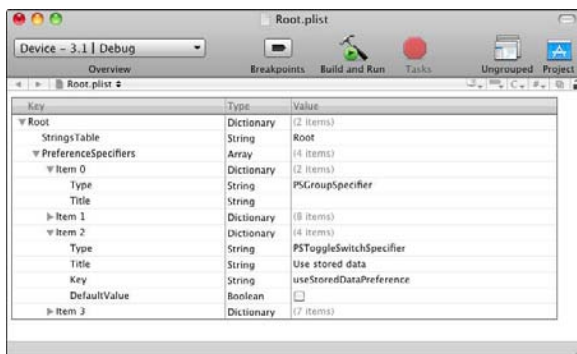 Root.plist
Device – 3.1 | Debug
Overview Breakpoints Build and Run Tasks Ungrouped Project
Root.plist
Key Type Value
Root Dictionary (2 items)
StringsTable String Root
PreferenceSpecifiers Array (4 items)
Item 0 Dictionary (2 items)
Type String PSGroupSpecifier
Title String
Item 1 Dictionary (8 items)
Item 2 Dictionary (4 items)
Type String PSToggleSwitchSpecifier
Title String Use stored data
Key String useStoredDataPreference
DefaultValue Boolean
Item 3 Dictionary (7 items)